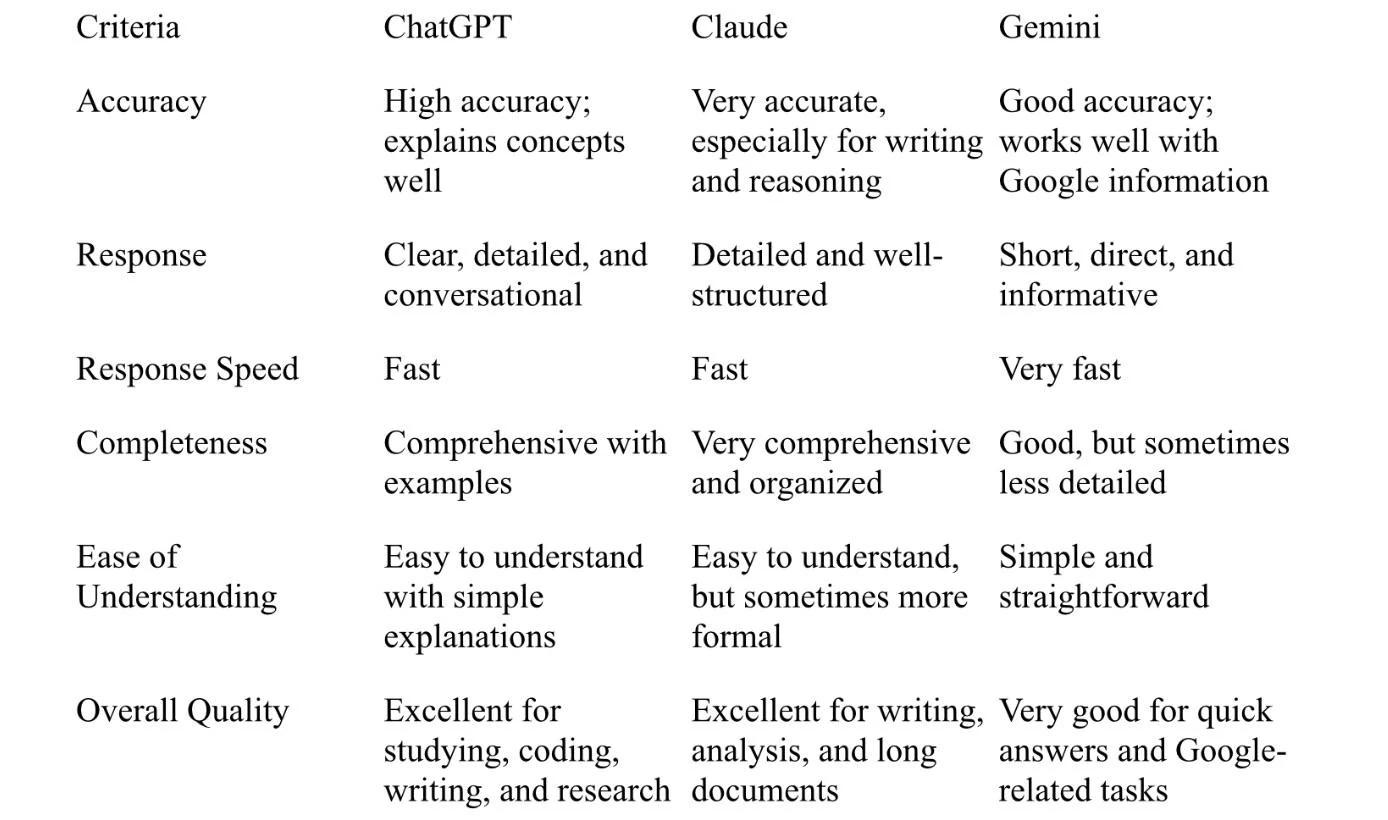 Criteria ChatGPT Claude Gemini
Accuracy High accuracy; Very accurate, Good accuracy;
explains concepts especially for writing works well with
well and reasoning Google information
Response Clear, detailed, and Detailed and well- Short, direct, and
conversational structured informative
Response Speed Fast Fast Very fast
Completeness Comprehensive with Very comprehensive Good, but sometimes
examples and organized less detailed
Ease of Easy to understand Easy to understand, Simple and
Understanding with simple but sometimes more straightforward
explanations formal
Overall Quality Excellent for Excellent for writing, Very good for quick
studying, coding, analysis, and long answers and Google-
writing, and research documents related tasks